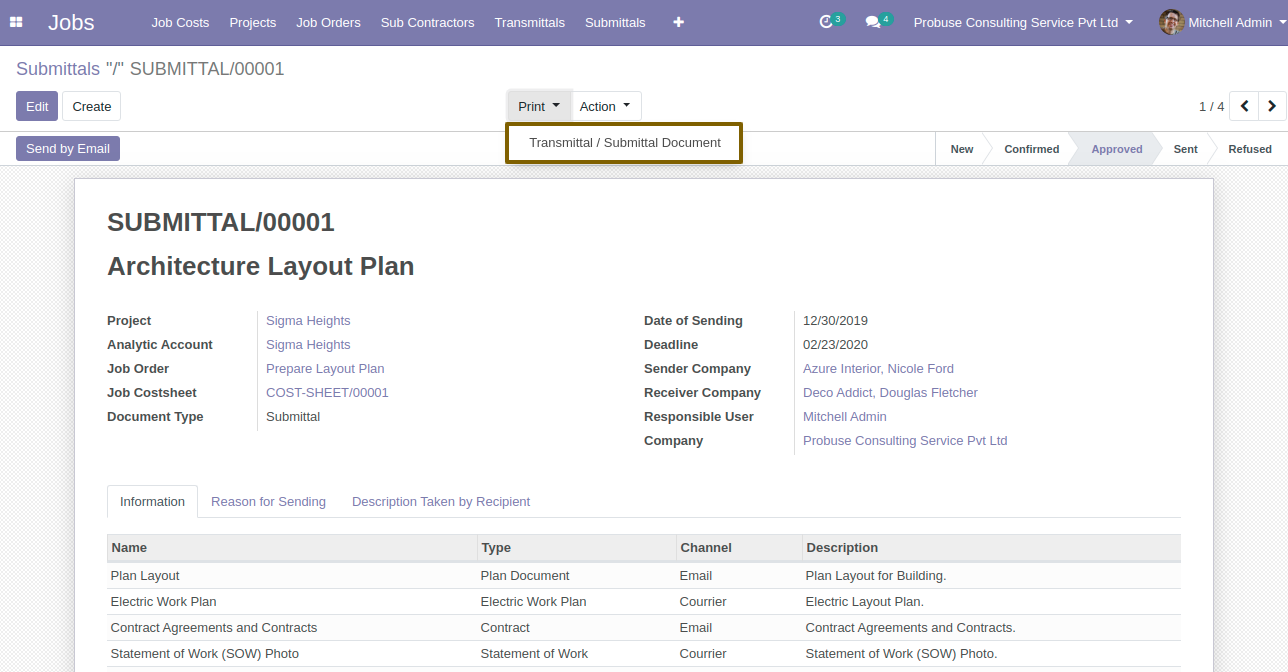 Jobs Job Costs Projects Job Orders Sub Contractors Transmittals Submittals 3 4 Probuse Consulting Service Pvt Ltd Mitchell Admin
Submittals "/" SUBMITTAL/00001
Edit Create Print Action 1 / 4
Transmittal / Submittal Document
Send by Email New Confirmed Approved Sent Refused
SUBMITTAL/00001
Architecture Layout Plan
Project Sigma Heights Date of Sending 12/30/2019
Analytic Account Sigma Heights Deadline 02/23/2020
Job Order Prepare Layout Plan Sender Company Azure Interior, Nicole Ford
Job Costsheet COST-SHEET/00001 Receiver Company Deco Addict, Douglas Fletcher
Document Type Submittal Responsible User Mitchell Admin
Company Probuse Consulting Service Pvt Ltd
Information Reason for Sending Description Taken by Recipient
Name Type Channel Description
Plan Layout Plan Document Email Plan Layout for Building.
Electric Work Plan Electric Work Plan Courrier Electric Layout Plan.
Contract Agreements and Contracts Contract Email Contract Agreements and Contracts.
Statement of Work (SOW) Photo Statement of Work Courrier Statement of Work (SOW) Photo.